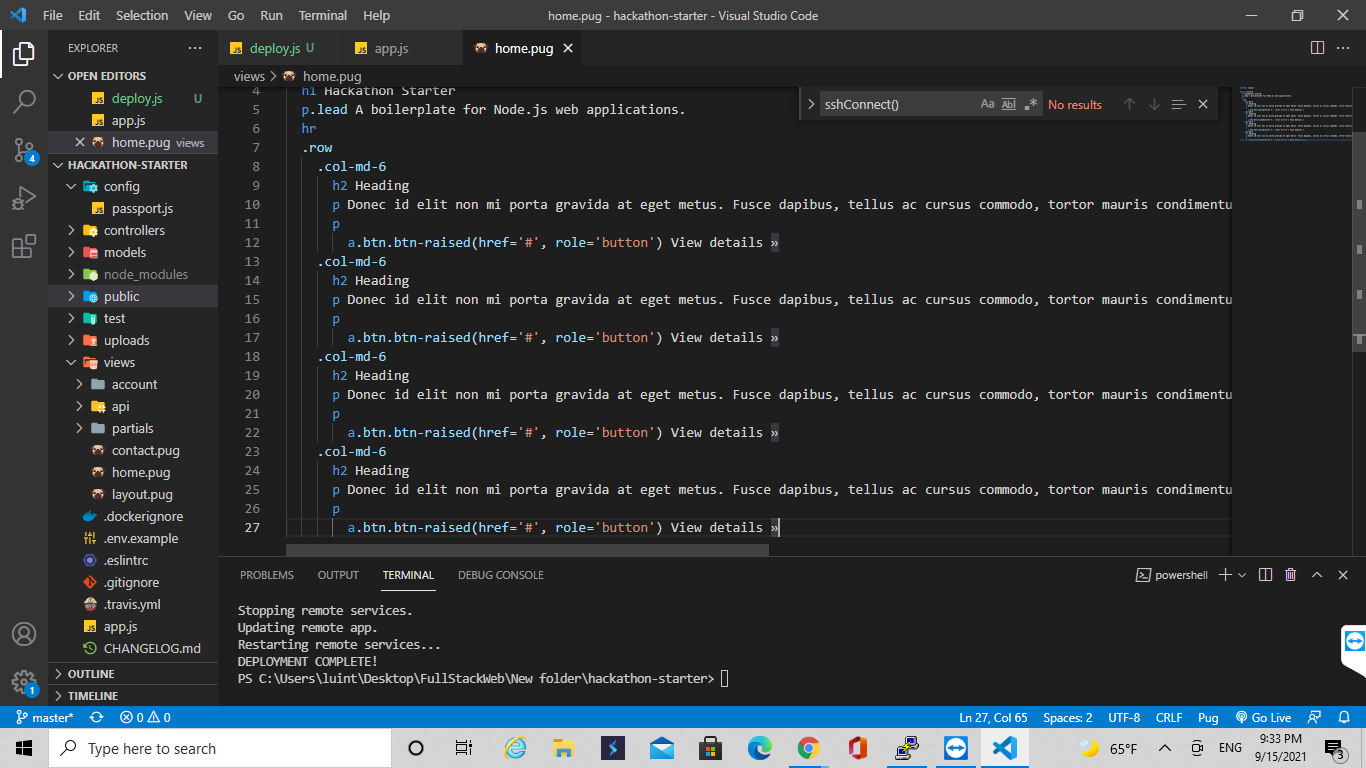 File Edit Selection View Go Run Terminal Help
home.pug - hackathon-starter - Visual Studio Code
EXPLORER
OPEN EDITORS
deploy.js U
app.js
home.pug views
HACKATHON-STARTER
config
passport.js
controllers
models
node_modules
public
test
uploads
views
account
api
partials
contact.pug
home.pug
layout.pug
.dockerignore
.env.example
.eslintrc
.gitignore
.travis.yml
app.js
CHANGELOG.md
OUTLINE
TIMELINE
4
1
deploy.js U
app.js
home.pug
views > home.pug
sshConnect()
Aa Abl .*
No results
4 h1 Hackathon Starter
5 p.lead A boilerplate for Node.js web applications.
6 hr
7 .row
8 .col-md-6
9 h2 Heading
10 p Donec id elit non mi porta gravida at eget metus. Fusce dapibus, tellus ac cursus commodo, tortor mauris condimentu
11 p
12 a.btn.btn-raised(href='#', role='button') View details »
13 .col-md-6
14 h2 Heading
15 p Donec id elit non mi porta gravida at eget metus. Fusce dapibus, tellus ac cursus commodo, tortor mauris condimentu
16 p
17 a.btn.btn-raised(href='#', role='button') View details »
18 .col-md-6
19 h2 Heading
20 p Donec id elit non mi porta gravida at eget metus. Fusce dapibus, tellus ac cursus commodo, tortor mauris condimentu
21 p
22 a.btn.btn-raised(href='#', role='button') View details »
23 .col-md-6
24 h2 Heading
25 p Donec id elit non mi porta gravida at eget metus. Fusce dapibus, tellus ac cursus commodo, tortor mauris condimentu
26 p
27 a.btn.btn-raised(href='#', role='button') View details »
PROBLEMS OUTPUT TERMINAL DEBUG CONSOLE
powershell
Stopping remote services.
Updating remote app.
Restarting remote services...
DEPLOYMENT COMPLETE!
PS C:\Users\luint\Desktop\FullStackWeb\New folder\hackathon-starter>
master* 0 0
Ln 27, Col 65 Spaces: 2 UTF-8 CRLF Pug Go Live
Type here to search
65°F
ENG
9:33 PM
9/15/2021
3